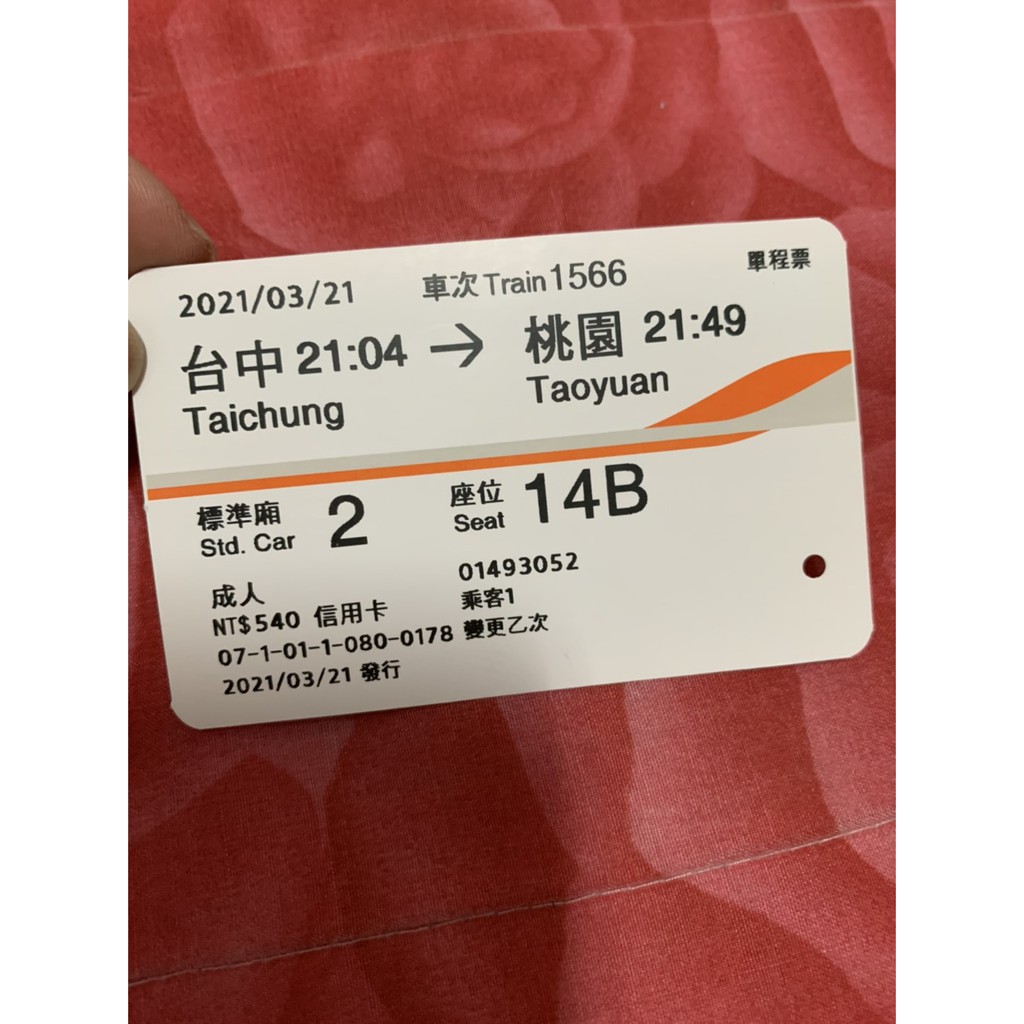 2021/03/21 車次 Train 1566 單程票
台中 21:04 → 桃園 21:49
Taichung Taoyuan
標準廂 2 座位 14B
Std. Car Seat
成人 01493052
NT$540 信用卡 乘客1
07-1-01-1-080-0178 變更乙次
2021/03/21 發行